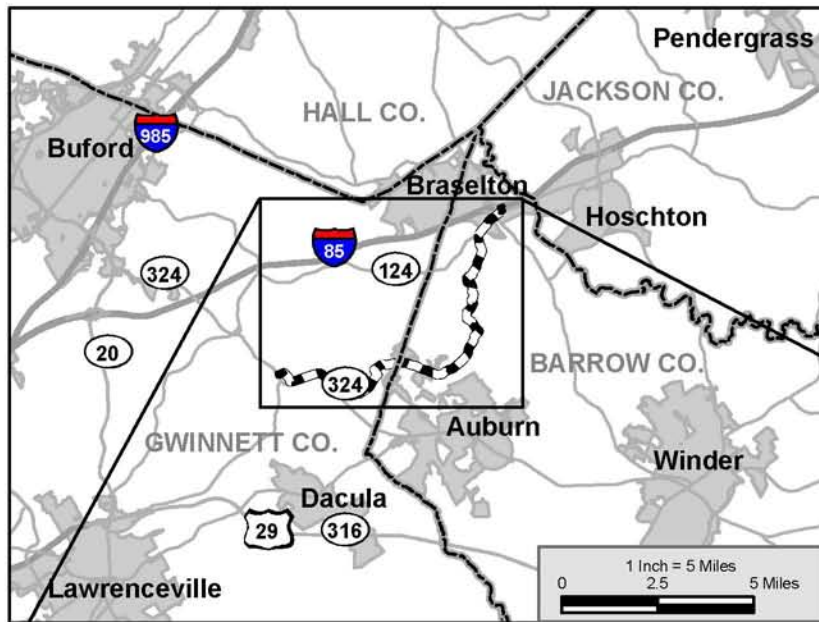 Pendergrass
HALL CO.
JACKSON CO.
985
Buford
Braselton
Hoschton
85
324
124
20
BARROW CO.
324
GWINNETT CO.
Auburn
Winder
Dacula
29
316
Lawrenceville
1 Inch = 5 Miles
0 2.5 5 Miles